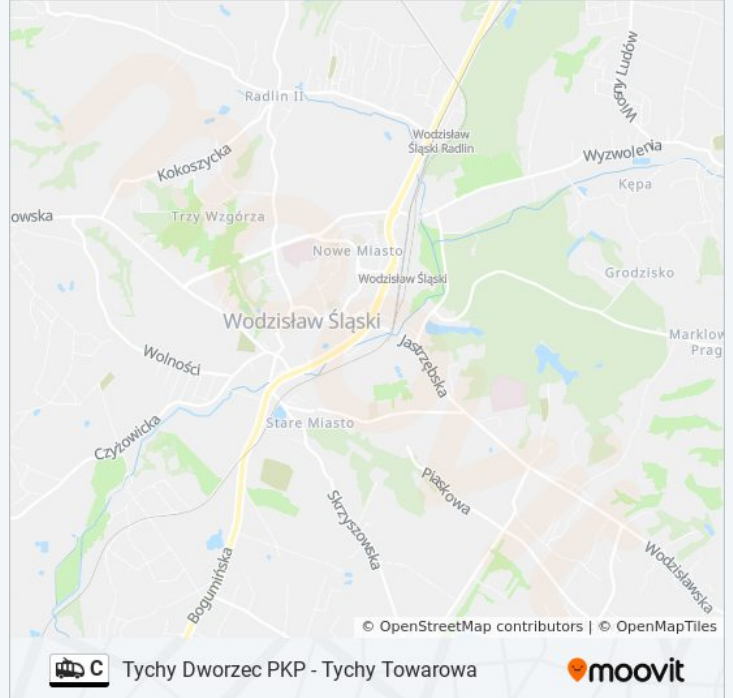 Radlin II
Wodzisław
Śląski Radlin
Włosny Ludów
Wyzwolenia
Kokoszycka
Kępa
owska
Trzy Wzgórza
Nowe Miasto
Grodzisko
Wodzisław Śląski
Wodzisław Śląski
Marklow
Prag
Jastrzębska
Wolności
Czyżowicka
Stare Miasto
Piaskowa
Skrzyszowska
Wodzisławska
Bogumińska
© OpenStreetMap contributors | © OpenMapTiles
C Tychy Dworzec PKP - Tychy Towarowa
moovit